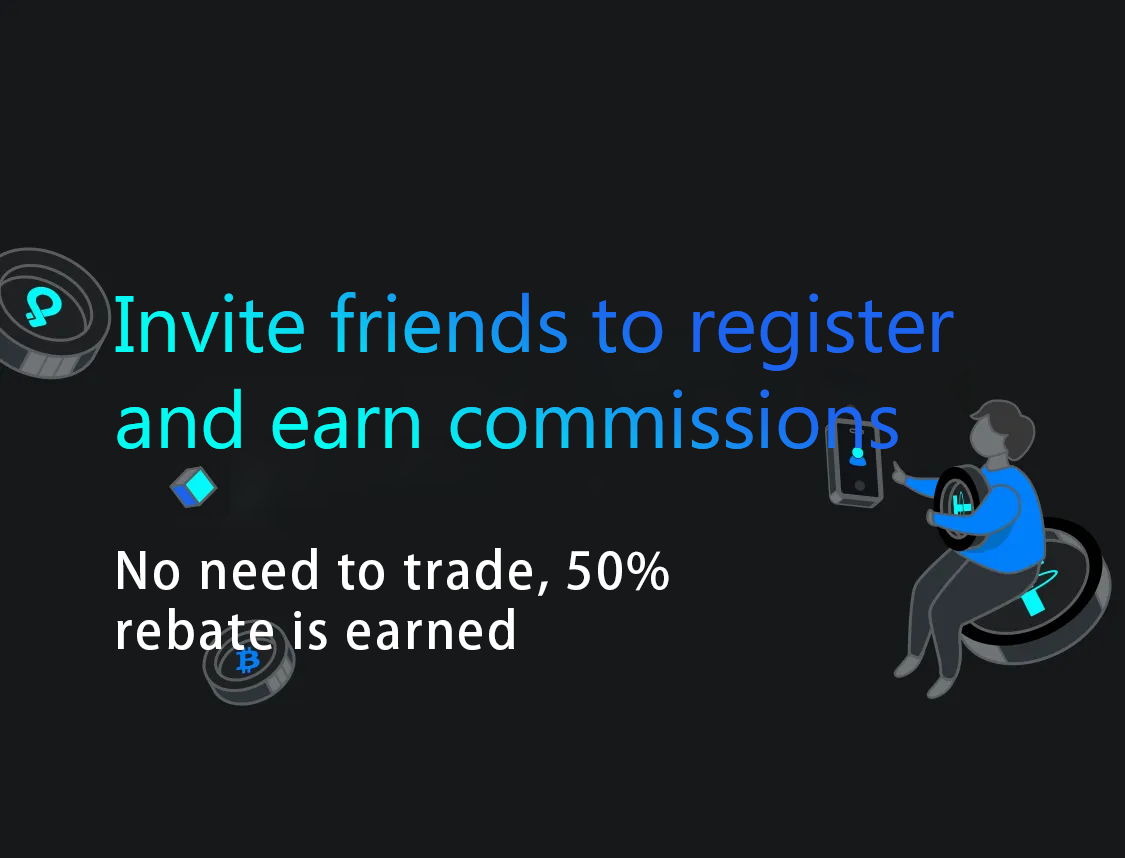 Invite friends to register
and earn commissions
No need to trade, 50%
rebate is earned